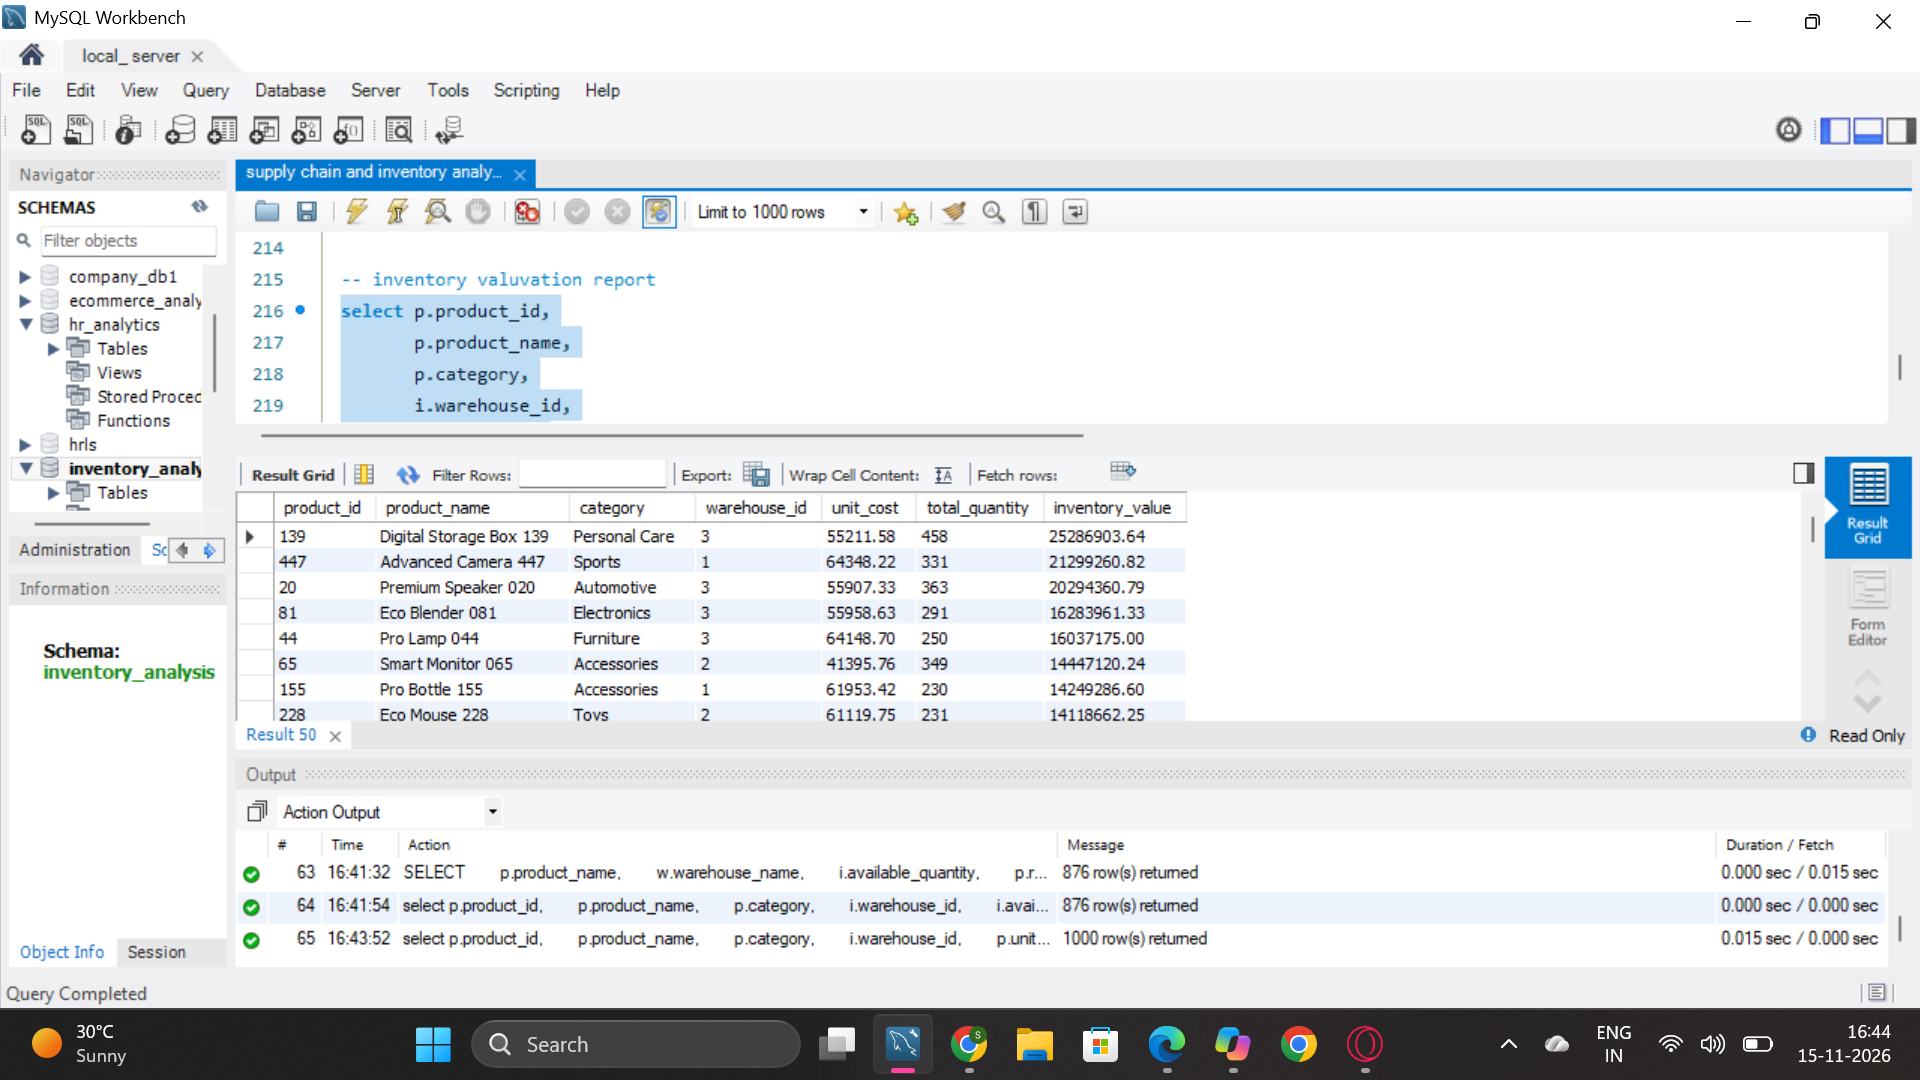 MySQL Workbench
local_ server
File Edit View Query Database Server Tools Scripting Help
Navigator
SCHEMAS
Filter objects
company_db1
ecommerce_analy
hr_analytics
Tables
Views
Stored Proced
Functions
hrls
inventory_analy
Tables
Administration Sc
Information
Schema:
inventory_analysis
Object Info Session
supply chain and inventory analy...
Limit to 1000 rows
214
215 -- inventory valuvation report
216 select p.product_id,
217 p.product_name,
218 p.category,
219 i.warehouse_id,
Result Grid Filter Rows: Export: Wrap Cell Content: Fetch rows:
product_id product_name category warehouse_id unit_cost total_quantity inventory_value
139 Digital Storage Box 139 Personal Care 3 55211.58 458 25286903.64
447 Advanced Camera 447 Sports 1 64348.22 331 21299260.82
20 Premium Speaker 020 Automotive 3 55907.33 363 20294360.79
81 Eco Blender 081 Electronics 3 55958.63 291 16283961.33
44 Pro Lamp 044 Furniture 3 64148.70 250 16037175.00
65 Smart Monitor 065 Accessories 2 41395.76 349 14447120.24
155 Pro Bottle 155 Accessories 1 61953.42 230 14249286.60
228 Eco Mouse 228 Toys 2 61119.75 231 14118662.25
Result Grid
Form Editor
Result 50
Read Only
Output
Action Output
# Time Action Message Duration / Fetch
63 16:41:32 SELECT p.product_name, w.warehouse_name, i.available_quantity, p.r... 876 row(s) returned 0.000 sec / 0.015 sec
64 16:41:54 select p.product_id, p.product_name, p.category, i.warehouse_id, i.avai... 876 row(s) returned 0.000 sec / 0.000 sec
65 16:43:52 select p.product_id, p.product_name, p.category, i.warehouse_id, p.unit... 1000 row(s) returned 0.015 sec / 0.000 sec
Query Completed
30°C
Sunny
Search
ENG
IN
16:44
15-11-2026